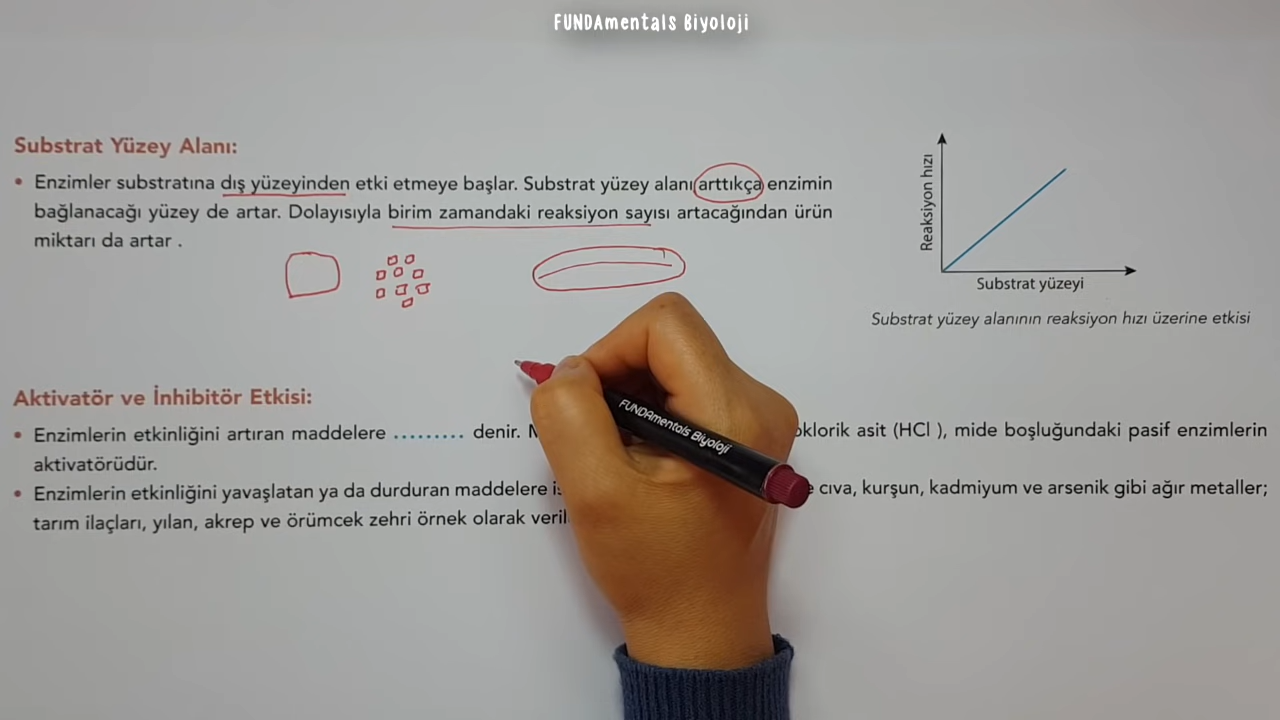 FUNDAmentals Biyoloji
Substrat Yüzey Alanı:
• Enzimler substratına dış yüzeyinden etki etmeye başlar. Substrat yüzey alanı arttıkça enzimin
bağlanacağı yüzey de artar. Dolayısıyla birim zamandaki reaksiyon sayısı artacağından ürün
miktarı da artar .
Reaksiyon hızı
Substrat yüzeyi
Substrat yüzey alanının reaksiyon hızı üzerine etkisi
Aktivatör ve İnhibitör Etkisi:
• Enzimlerin etkinliğini artıran maddelere ......... denir. asit (HCl ), mide boşluğundaki pasif enzimlerin
aktivatörüdür.
• Enzimlerin etkinliğini yavaşlatan ya da durduran maddelere cıva, kurşun, kadmiyum ve arsenik gibi ağır metaller;
tarım ilaçları, yılan, akrep ve örümcek zehri örnek olarak
FUNDAmentals Biyoloji